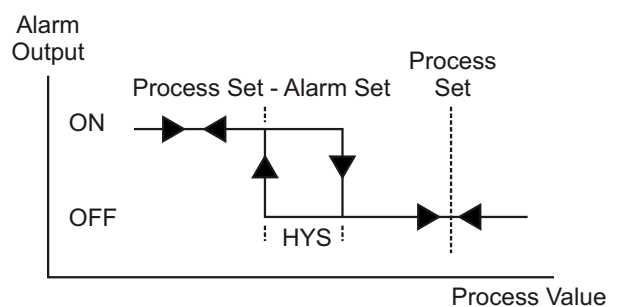 Alarm
Output
Process
Set
Process Set - Alarm Set
ON
OFF
HYS
Process Value